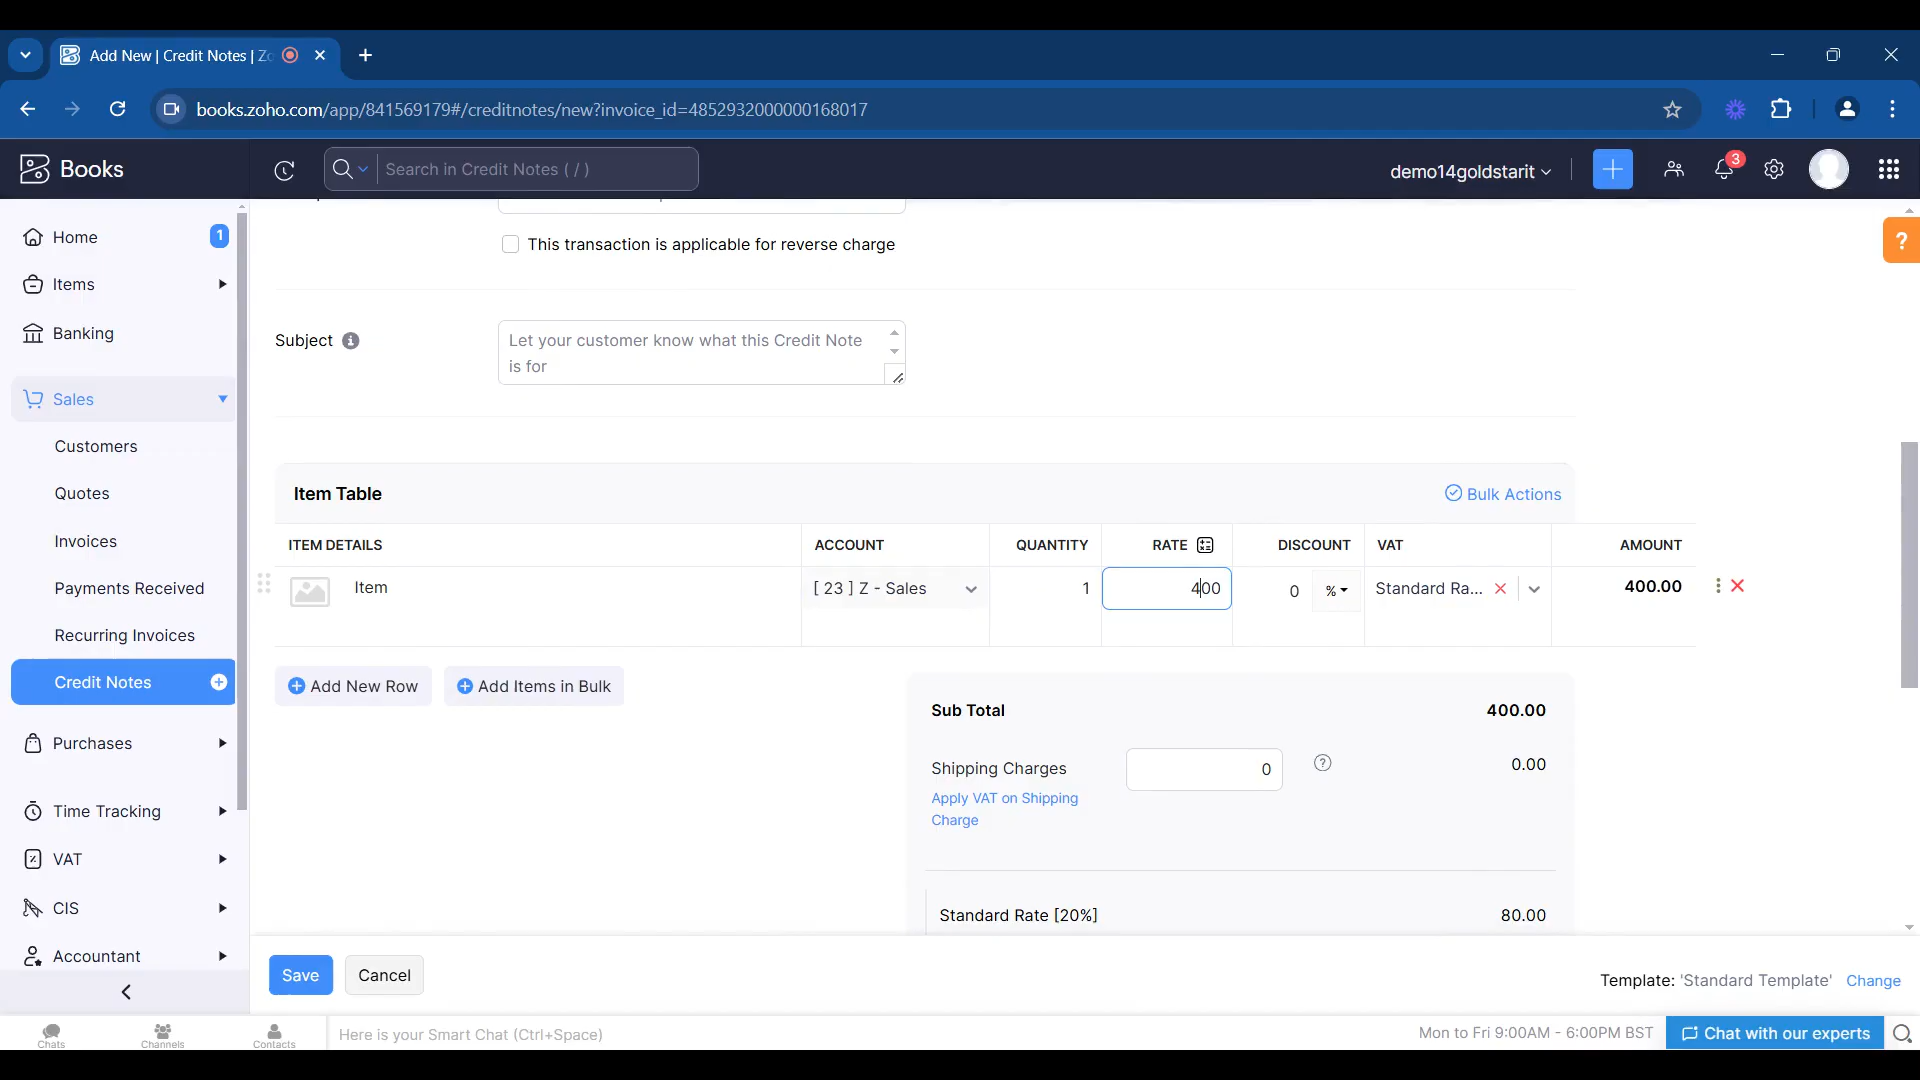 Add New | Credit Notes | Zo
books.zoho.com/app/841569179#/creditnotes/new?invoice_id=4852932000000168017
Books
Search in Credit Notes ( / )
demo14goldstarit
3
Home
1
Items
Banking
Sales
Customers
Quotes
Invoices
Payments Received
Recurring Invoices
Credit Notes
Purchases
Time Tracking
VAT
CIS
Accountant
?
This transaction is applicable for reverse charge
Subject
Let your customer know what this Credit Note
is for
Item Table
Bulk Actions
ITEM DETAILS
ACCOUNT
QUANTITY
RATE
DISCOUNT
VAT
AMOUNT
Item
[ 23 ] Z - Sales
1
400
0
%
Standard Ra...
400.00
Add New Row
Add Items in Bulk
Sub Total
400.00
Shipping Charges
0
?
0.00
Apply VAT on Shipping
Charge
Standard Rate [20%]
80.00
Save
Cancel
Template: 'Standard Template' Change
Chats
Channels
Contacts
Here is your Smart Chat (Ctrl+Space)
Mon to Fri 9:00AM - 6:00PM BST
Chat with our experts